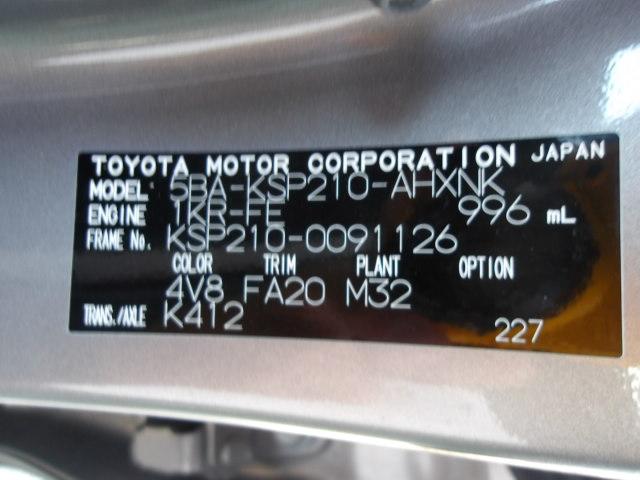 TOYOTA MOTOR CORPORATION JAPAN
MODEL 5BA-KSP210-AHXNK
ENGINE 1KR-FE 996 mL
FRAME No. KSP210-0091126
COLOR TRIM PLANT OPTION
4V8 FA20 M32
TRANS./AXLE K412
227